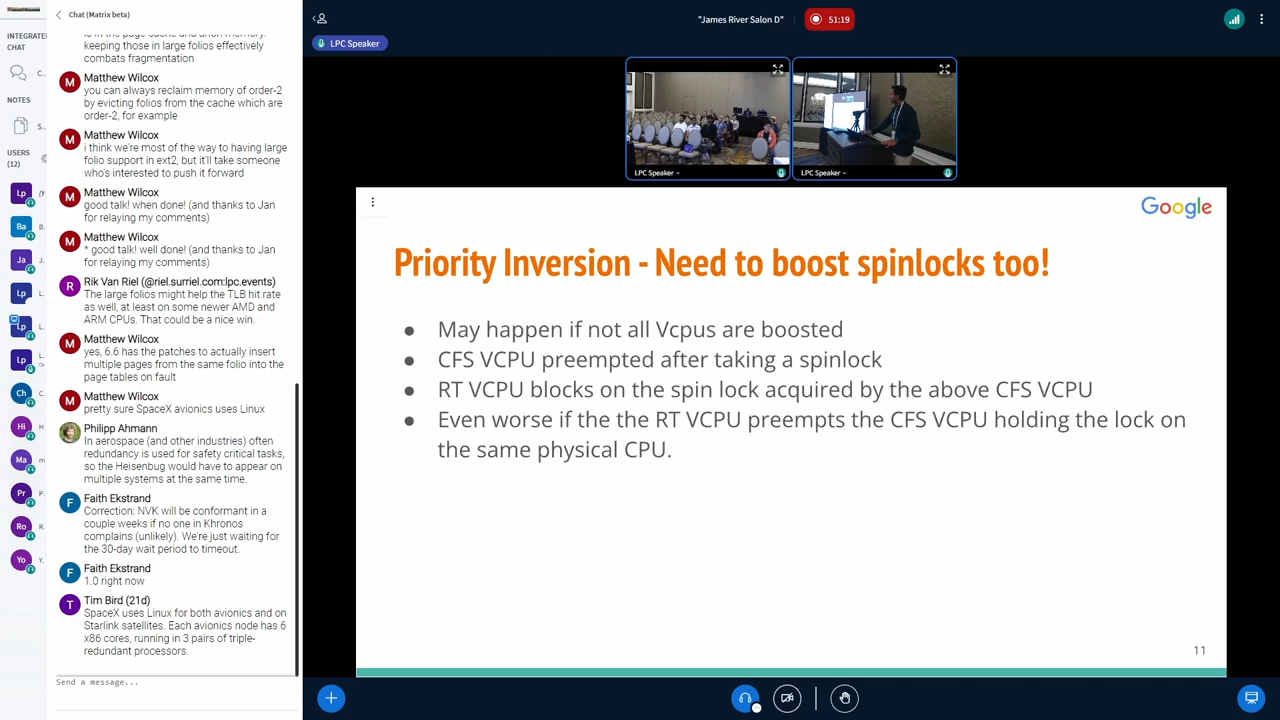 Chat (Matrix beta)
INTEGRATE
CHAT
C...
NOTES
S...
USERS
(12)
Lp
Ba
B.
Ja
J.
Lp
L.
Lp
L.
Lp
Ch
C.
Hi
H.
Ma
m
Pr
P.
Ro
R.
Yo
Y.
is in the page cache and anon memory.
keeping those in large folios effectively
combats fragmentation
M
Matthew Wilcox
you can always reclaim memory of order-2
by evicting folios from the cache which are
order-2, for example
M
Matthew Wilcox
i think we're most of the way to having large
folio support in ext2, but it'll take someone
who's interested to push it forward
M
Matthew Wilcox
good talk! when done! (and thanks to Jan
for relaying my comments)
M
Matthew Wilcox
* good talk! well done! (and thanks to Jan
for relaying my comments)
R
Rik Van Riel (@riel.surriel.com:lpc.events)
The large folios might help the TLB hit rate
as well, at least on some newer AMD and
ARM CPUs. That could be a nice win.
M
Matthew Wilcox
yes, 6.6 has the patches to actually insert
multiple pages from the same folio into the
page tables on fault
M
Matthew Wilcox
pretty sure SpaceX avionics uses Linux
Philipp Ahmann
In aerospace (and other industries) often
redundancy is used for safety critical tasks,
so the Heisenbug would have to appear on
multiple systems at the same time.
F
Faith Ekstrand
Correction: NVK will be conformant in a
couple weeks if no one in Khronos
complains (unlikely). We're just waiting for
the 30-day wait period to timeout.
F
Faith Ekstrand
1.0 right now
T
Tim Bird (21d)
SpaceX uses Linux for both avionics and on
Starlink satellites. Each avionics node has 6
x86 cores, running in 3 pairs of triple-
redundant processors.
Send a message...
"James River Salon D"
51:19
LPC Speaker
LPC Speaker
LPC Speaker
Google
Priority Inversion - Need to boost spinlocks too!
● May happen if not all Vcpus are boosted
● CFS VCPU preempted after taking a spinlock
● RT VCPU blocks on the spin lock acquired by the above CFS VCPU
● Even worse if the the RT VCPU preempts the CFS VCPU holding the lock on
the same physical CPU.
11